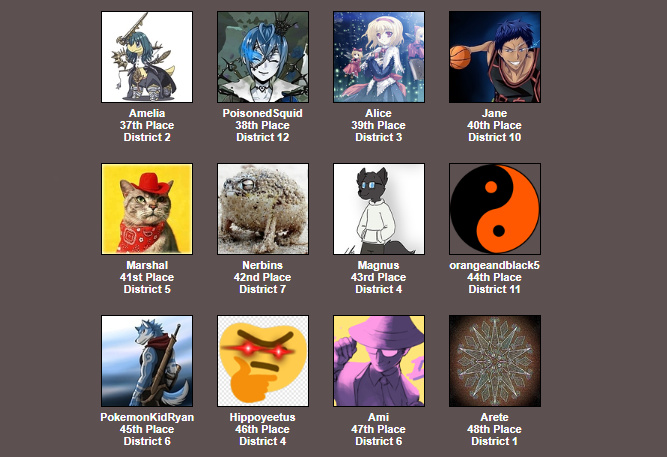 Amelia
37th Place
District 2
PoisonedSquid
38th Place
District 12
Alice
39th Place
District 3
Jane
40th Place
District 10
Marshal
41st Place
District 5
Nerbins
42nd Place
District 7
Magnus
43rd Place
District 4
orangeandblack5
44th Place
District 11
PokemonKidRyan
45th Place
District 6
Hippoyeetus
46th Place
District 4
Ami
47th Place
District 6
Arete
48th Place
District 1